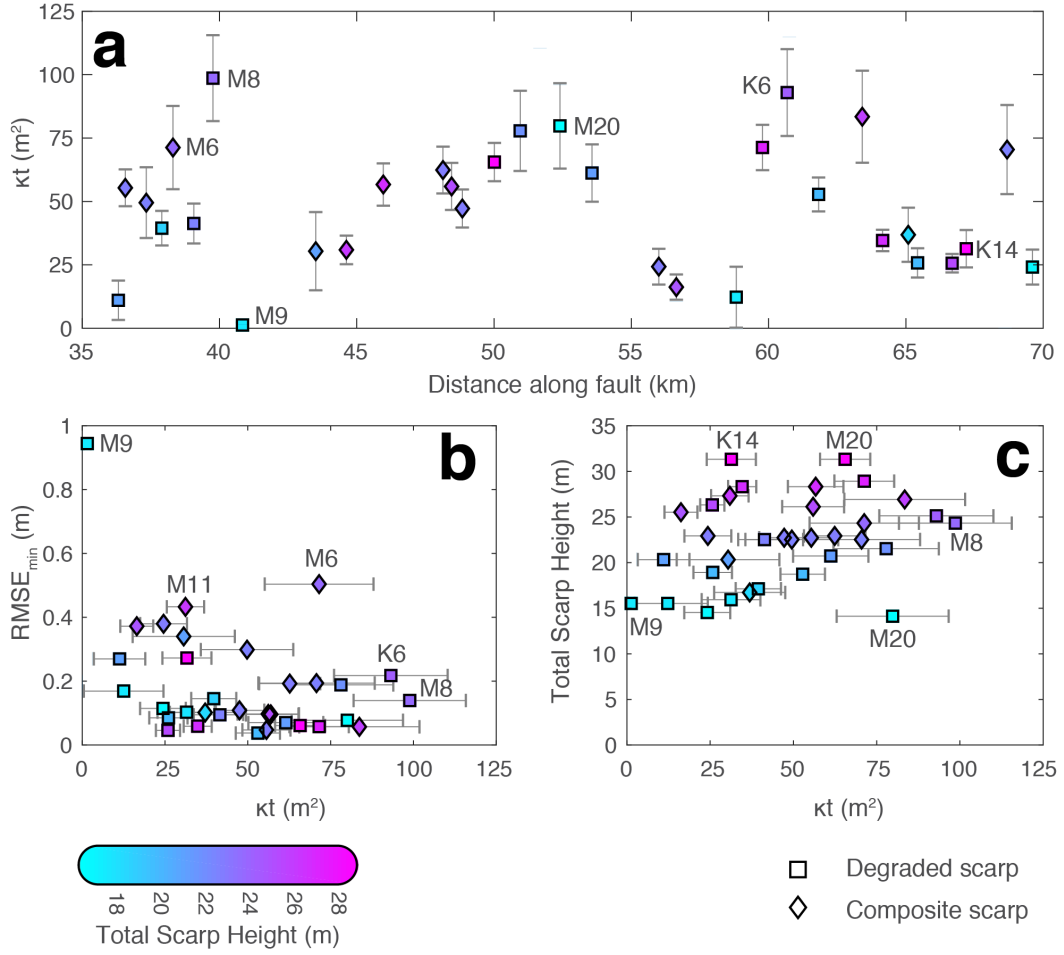 a
κt (m²)
125
100
75
50
25
0
M8
M6
M9
M20
K6
K14
35
40
45
50
55
60
65
70
Distance along fault (km)
b
RMSEmin (m)
1
0.8
0.6
0.4
0.2
0
M9
M6
M11
K6
M8
0
25
50
75
100
125
κt (m²)
c
Total Scarp Height (m)
35
30
25
20
15
10
5
0
K14
M20
M8
M9
M20
0
25
50
75
100
125
κt (m²)
18
20
22
24
26
28
Total Scarp Height (m)
Degraded scarp
Composite scarp